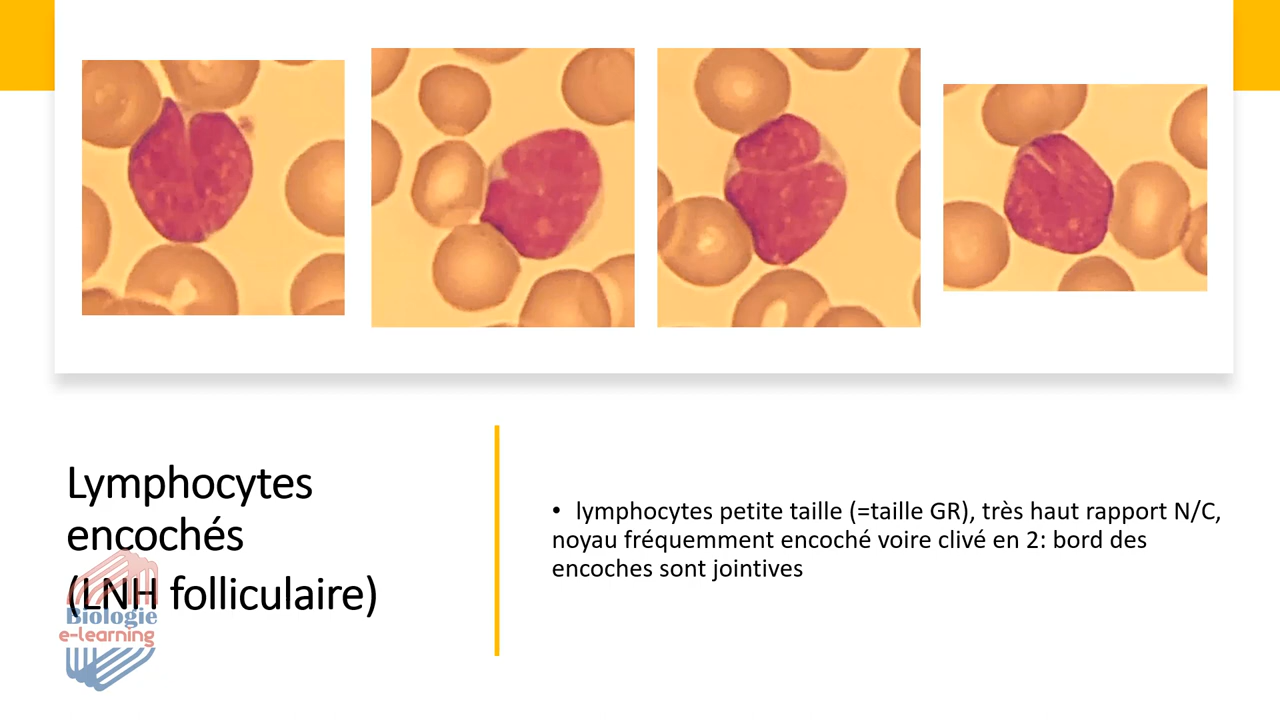 Lymphocytes
encochés
(LNH folliculaire)
Biologie
e-learning
• lymphocytes petite taille (=taille GR), très haut rapport N/C,
noyau fréquemment encoché voire clivé en 2: bord des
encoches sont jointives